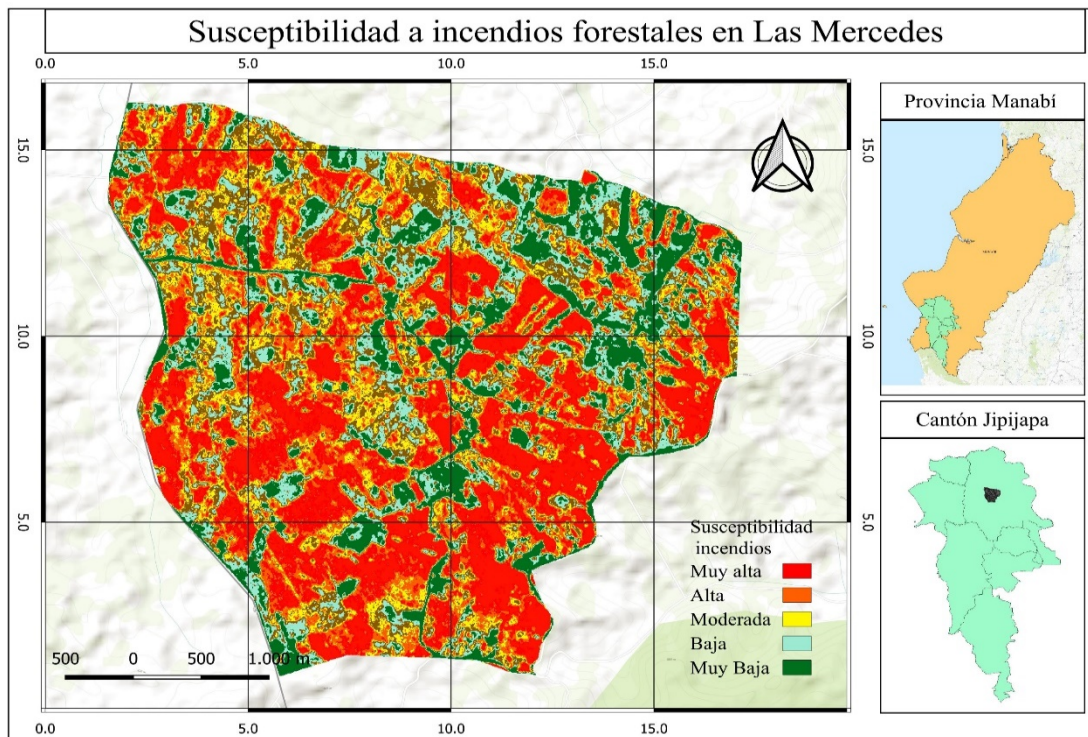 Susceptibilidad a incendios forestales en Las Mercedes
0.0 5.0 10.0 15.0
15.0 15.0
10.0 10.0
5.0 5.0
Susceptibilidad
incendios
Muy alta
Alta
Moderada
Baja
Muy Baja
500 0 500 1.000 m
0.0 5.0 10.0 15.0
Provincia Manabí
Cantón Jipijapa